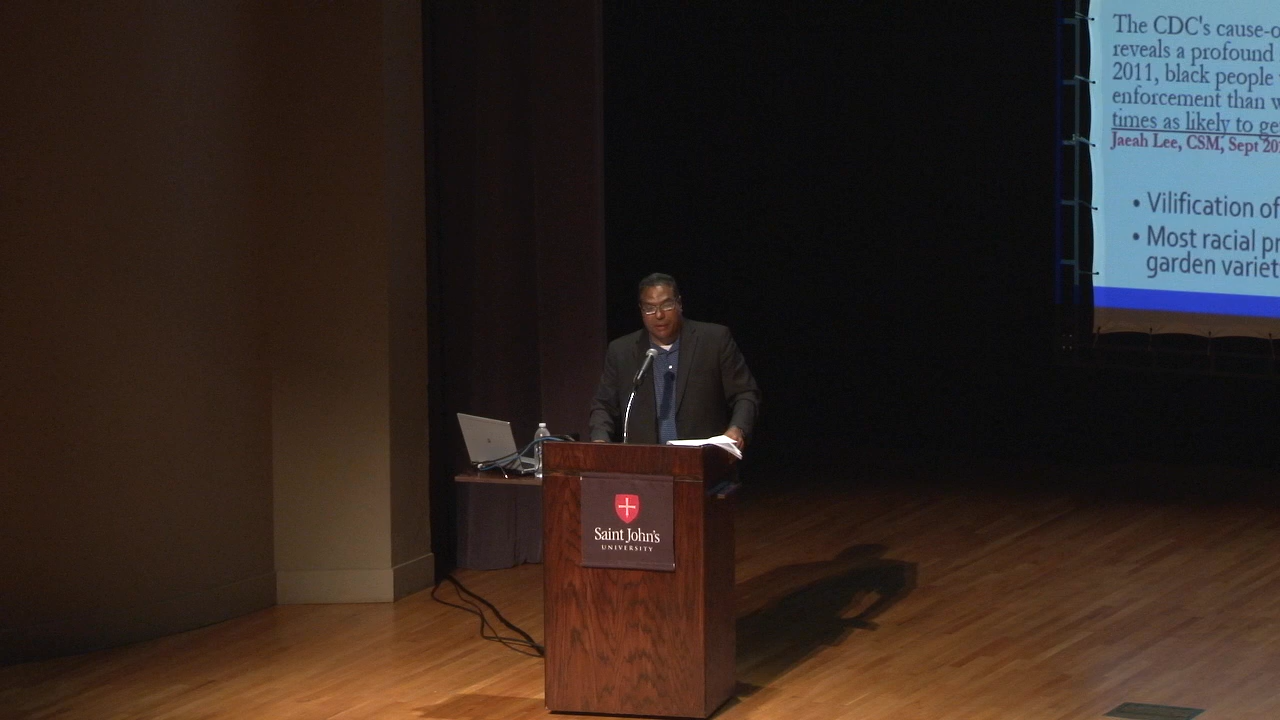 The CDC's cause-o
reveals a profound
2011, black people
enforcement than w
times as likely to ge
Jaeah Lee, CSM, Sept 20
• Vilification of
• Most racial pr
garden variet
Saint John's
UNIVERSITY